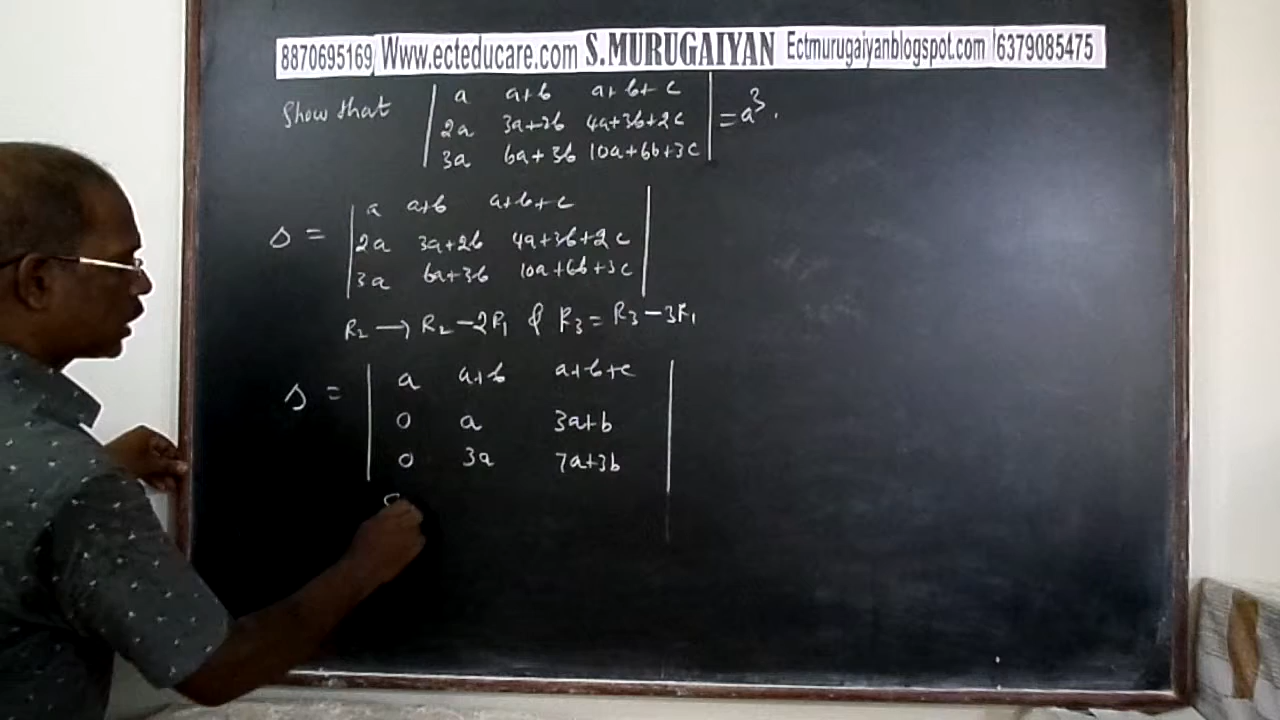 8870695169 Www.ecteducare.com S.MURUGAIYAN Ectmurugaiyanblogspot.com 6379085475
Show that | a a+b a+b+c |
| 2a 3a+2b 4a+3b+2c | = a³.
| 3a 6a+3b 10a+6b+3c |
| a a+b a+b+c |
Δ = | 2a 3a+2b 4a+3b+2c |
| 3a 6a+3b 10a+6b+3c |
R₂ → R₂ - 2R₁ & R₃ = R₃ - 3R₁
Δ = | a a+b a+b+c |
| 0 a 3a+b |
| 0 3a 7a+3b |